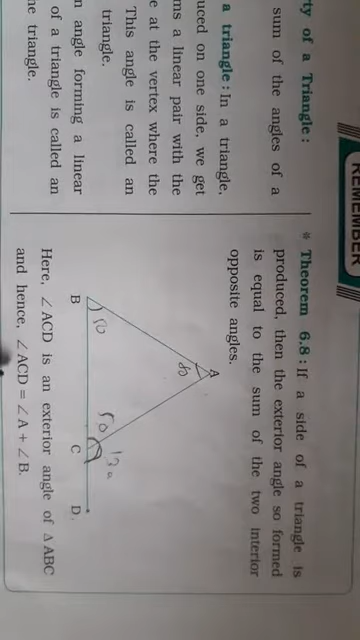 REMEMBER
ty of a Triangle :
sum of the angles of a
a triangle : In a triangle,
uced on one side, we get
ms a linear pair with the
e at the vertex where the
This angle is called an
triangle.
n angle forming a linear
of a triangle is called an
ne triangle.
* Theorem 6.8 : If a side of a triangle is
produced, then the exterior angle so formed
is equal to the sum of the two interior
opposite angles.
A
B
C
D
Here, ∠ACD is an exterior angle of Δ ABC
and hence, ∠ACD = ∠A + ∠B.